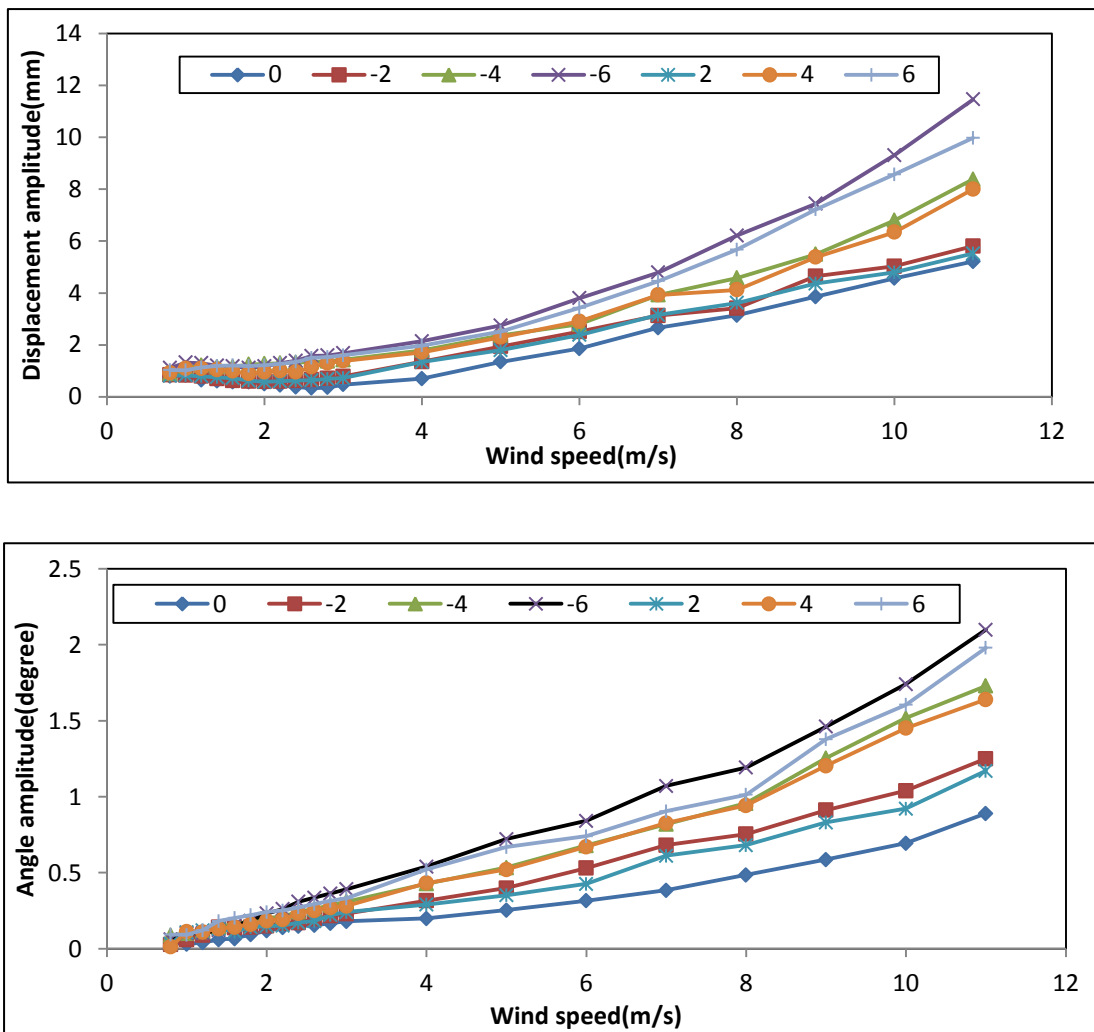 14
12
10
8
6
4
2
0
Displacement amplitude(mm)
0 -2 -4 -6 2 4 6
0 2 4 6 8 10 12
Wind speed(m/s)
2.5
2
1.5
1
0.5
0
Angle amplitude(degree)
0 -2 -4 -6 2 4 6
0 2 4 6 8 10 12
Wind speed(m/s)